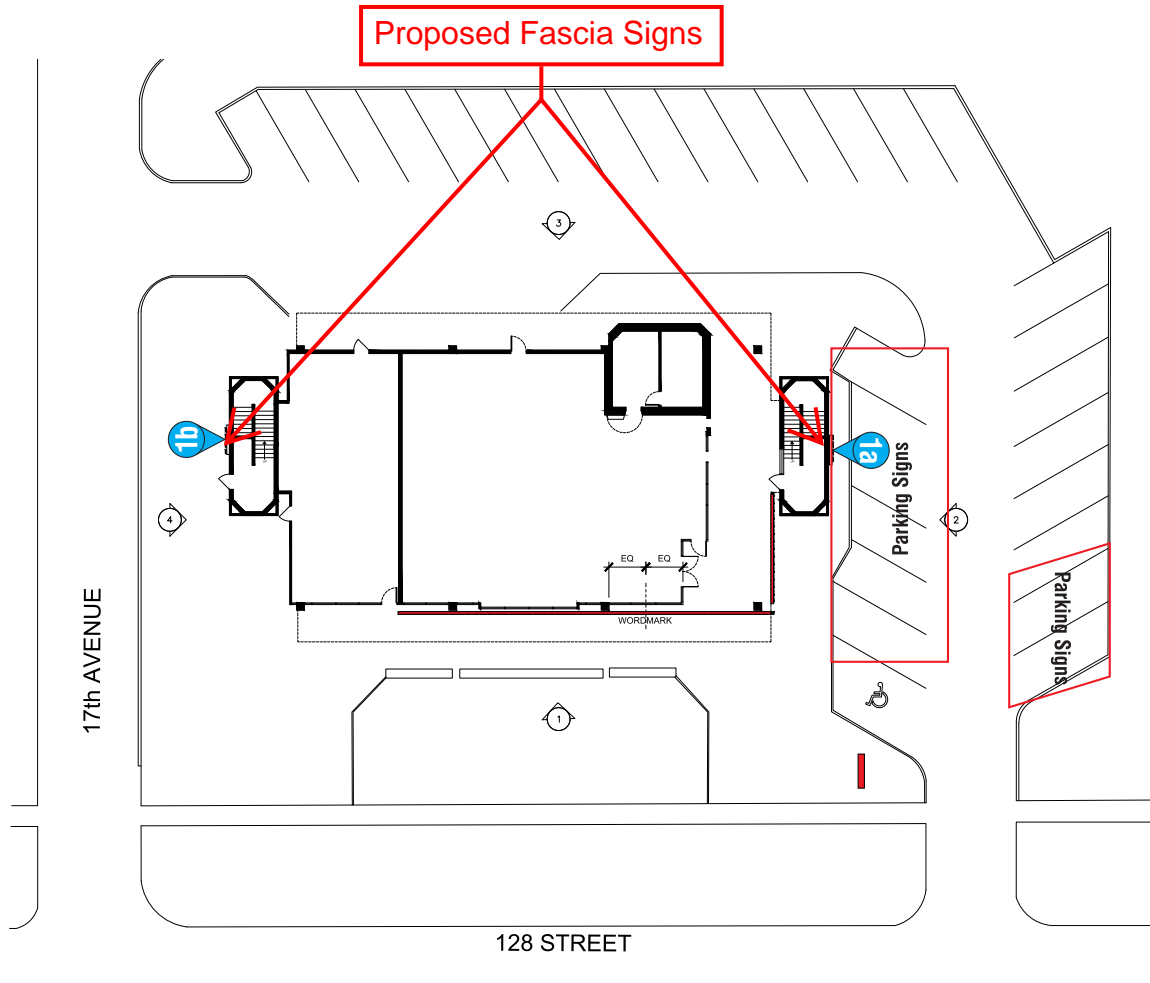 Proposed Fascia Signs
3
1b
1a
Parking Signs
4
2
EQ
EQ
WORDMARK
Parking Signs
17th AVENUE
1
128 STREET